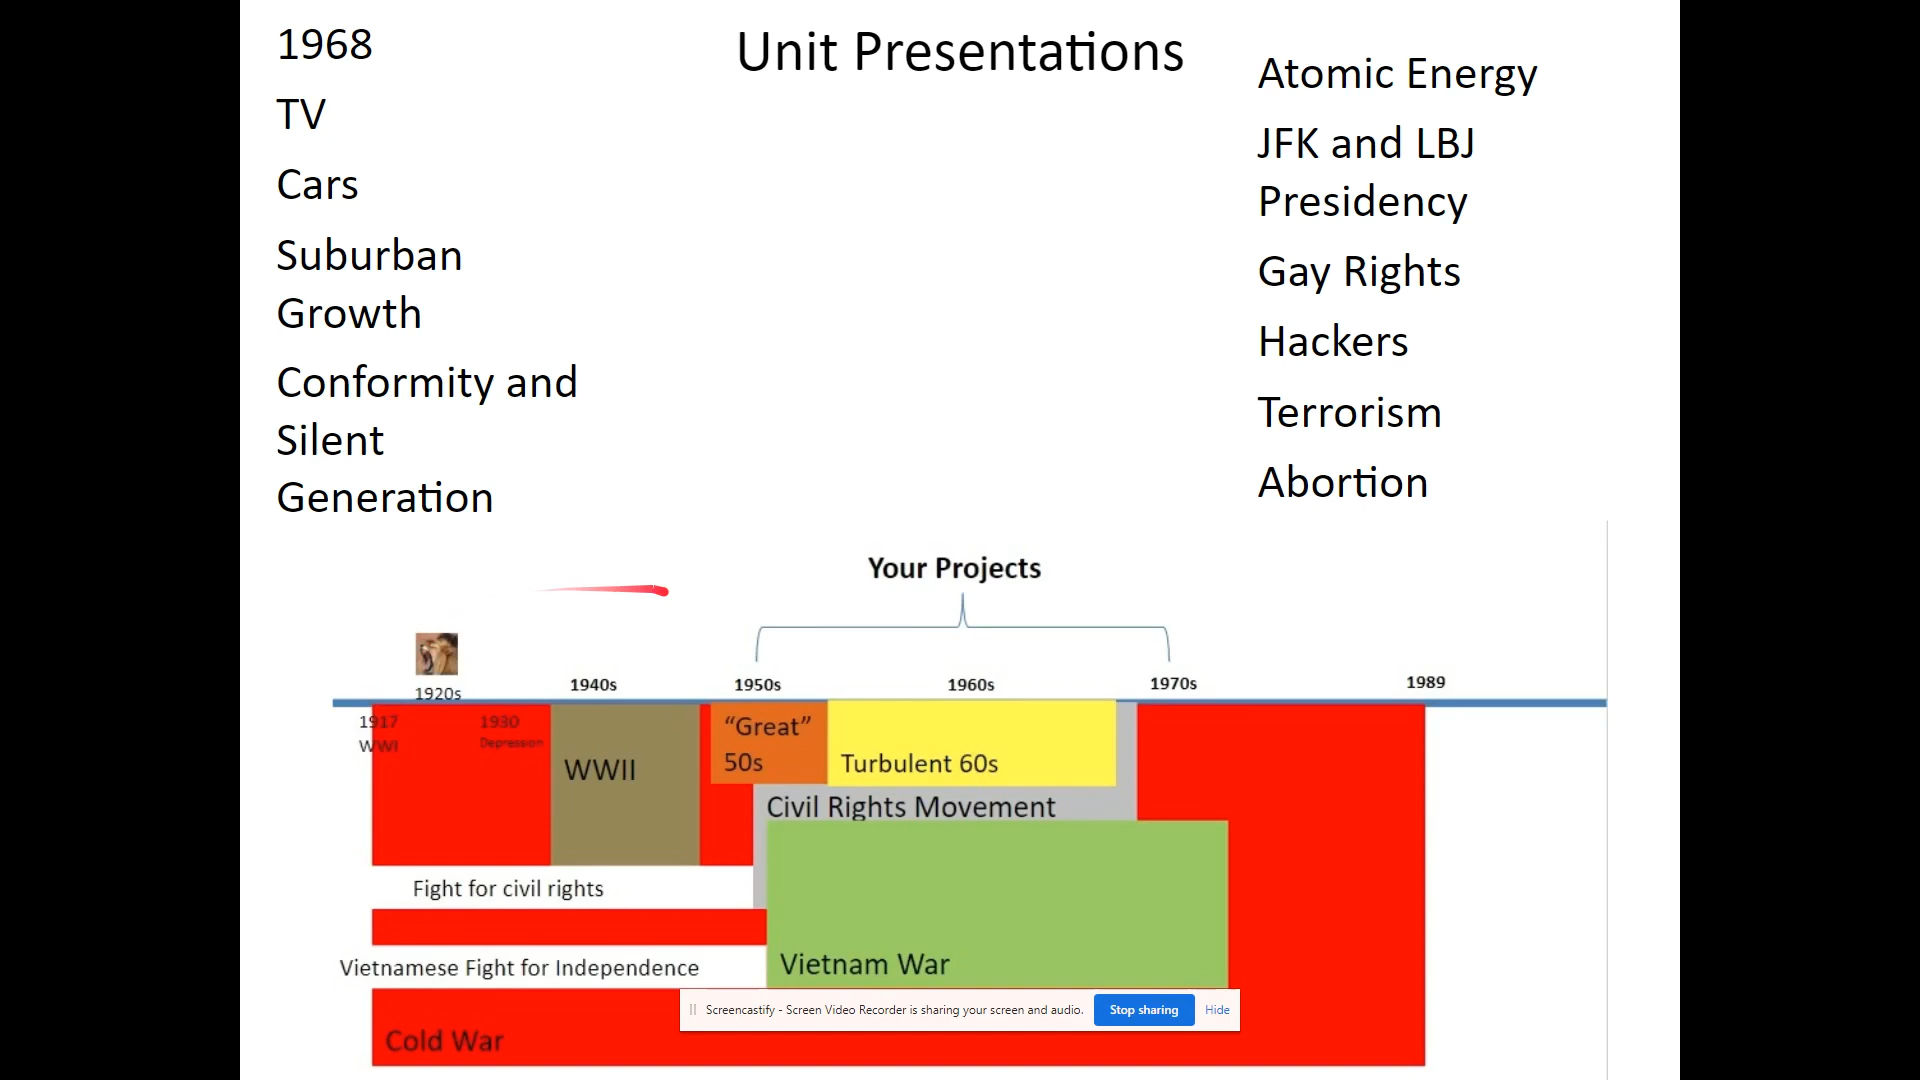 Unit Presentations
1968
TV
Cars
Suburban
Growth
Conformity and
Silent
Generation
Atomic Energy
JFK and LBJ
Presidency
Gay Rights
Hackers
Terrorism
Abortion
Your Projects
1920s
1940s
1950s
1960s
1970s
1989
1917
WWI
1930
Depression
WWII
“Great”
50s
Turbulent 60s
Civil Rights Movement
Fight for civil rights
Vietnamese Fight for Independence
Vietnam War
Cold War
Screencastify - Screen Video Recorder is sharing your screen and audio.
Stop sharing
Hide